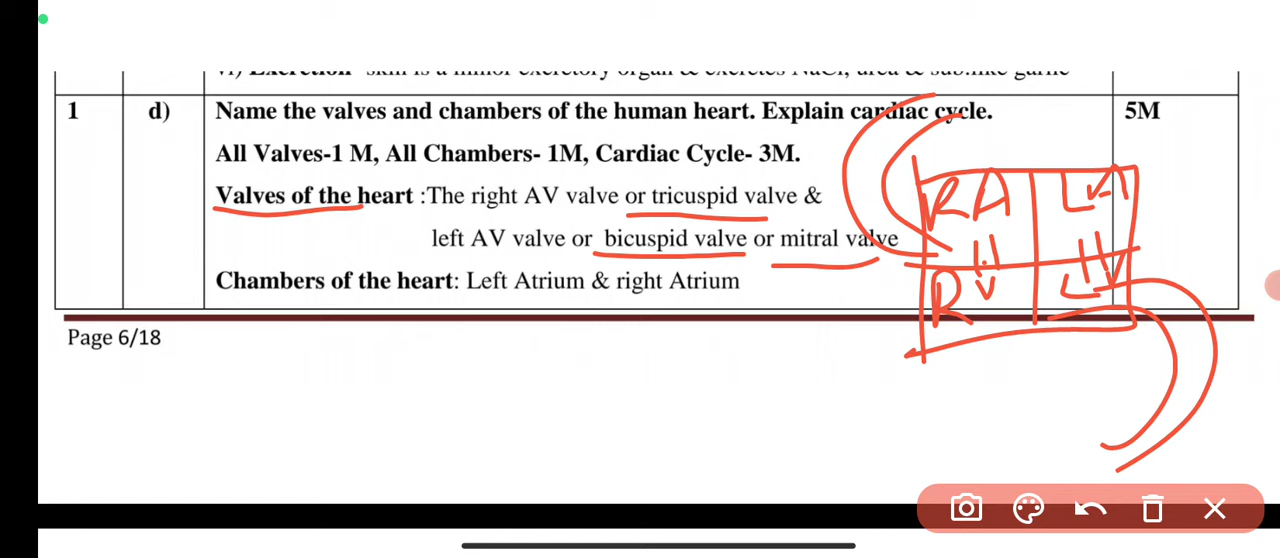 1 d) Name the valves and chambers of the human heart. Explain cardiac cycle. 5M
All Valves-1 M, All Chambers- 1M, Cardiac Cycle- 3M.
Valves of the heart :The right AV valve or tricuspid valve &
left AV valve or bicuspid valve or mitral valve
Chambers of the heart: Left Atrium & right Atrium
RA LA
RV LV
Page 6/18